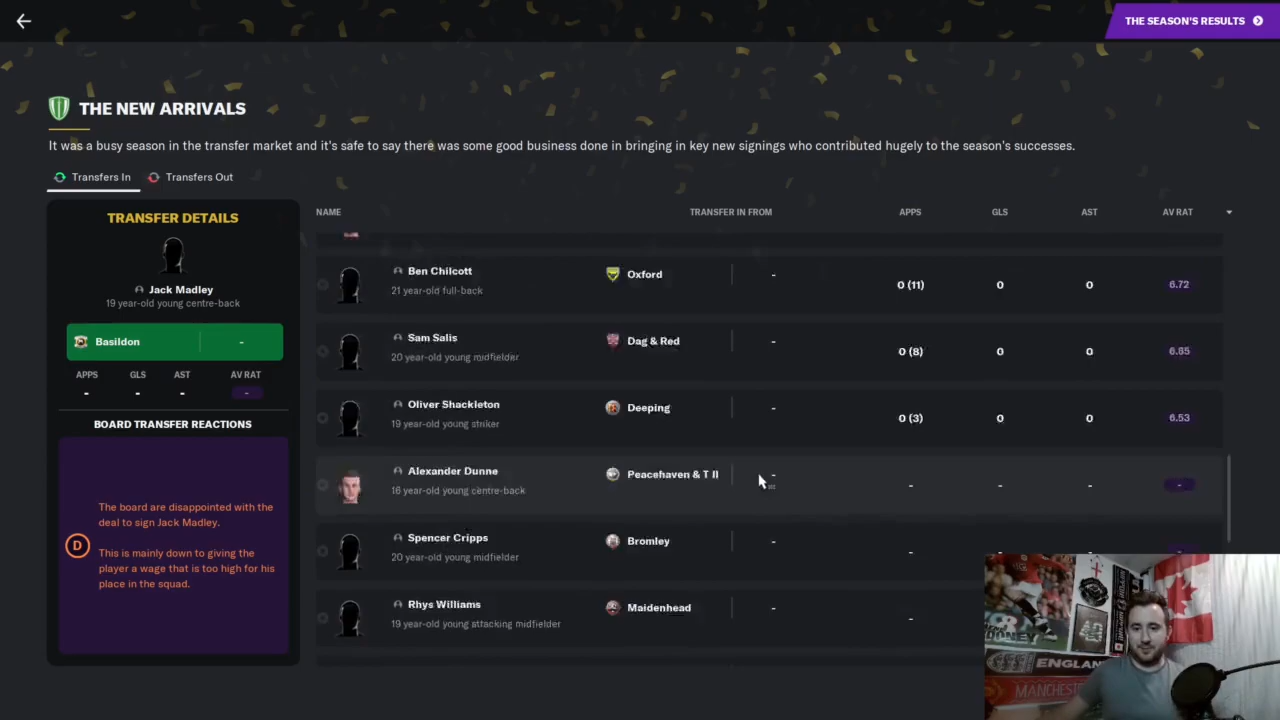 THE SEASON'S RESULTS
THE NEW ARRIVALS
It was a busy season in the transfer market and it's safe to say there was some good business done in bringing in key new signings who contributed hugely to the season's successes.
Transfers In Transfers Out
TRANSFER DETAILS
Jack Madley
19 year-old young centre-back
Basildon -
APPS GLS AST AV RAT
- - - -
BOARD TRANSFER REACTIONS
D
The board are disappointed with the
deal to sign Jack Madley.
This is mainly down to giving the
player a wage that is too high for his
place in the squad.
NAME TRANSFER IN FROM APPS GLS AST AV RAT
Ben Chilcott Oxford - 0 (11) 0 0 6.72
21 year-old full-back
Sam Salis Dag & Red - 0 (8) 0 0 6.65
20 year-old young midfielder
Oliver Shackleton Deeping - 0 (3) 0 0 6.53
19 year-old young striker
Alexander Dunne Peacehaven & T II - - - - -
16 year-old young centre-back
Spencer Cripps Bromley - -
20 year-old young midfielder
Rhys Williams Maidenhead - -
19 year-old young attacking midfielder
ENGLAND